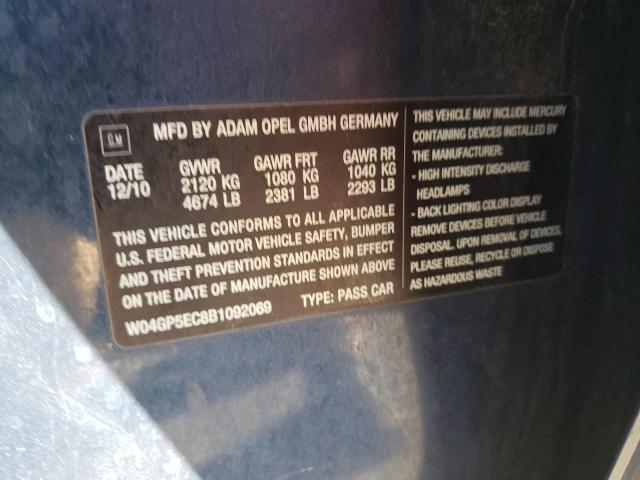 GM
MFD BY ADAM OPEL GMBH GERMANY
DATE GVWR GAWR FRT GAWR RR
12/10 2120 KG 1080 KG 1040 KG
4674 LB 2381 LB 2293 LB
THIS VEHICLE CONFORMS TO ALL APPLICABLE
U.S. FEDERAL MOTOR VEHICLE SAFETY, BUMPER
AND THEFT PREVENTION STANDARDS IN EFFECT
ON THE DATE OF MANUFACTURE SHOWN ABOVE
W04GP5EC8B1092069 TYPE: PASS CAR
THIS VEHICLE MAY INCLUDE MERCURY
CONTAINING DEVICES INSTALLED BY
THE MANUFACTURER:
- HIGH INTENSITY DISCHARGE
HEADLAMPS
- BACK LIGHTING COLOR DISPLAY
REMOVE DEVICES BEFORE VEHICLE
DISPOSAL. UPON REMOVAL OF DEVICES,
PLEASE REUSE, RECYCLE OR DISPOSE
AS HAZARDOUS WASTE